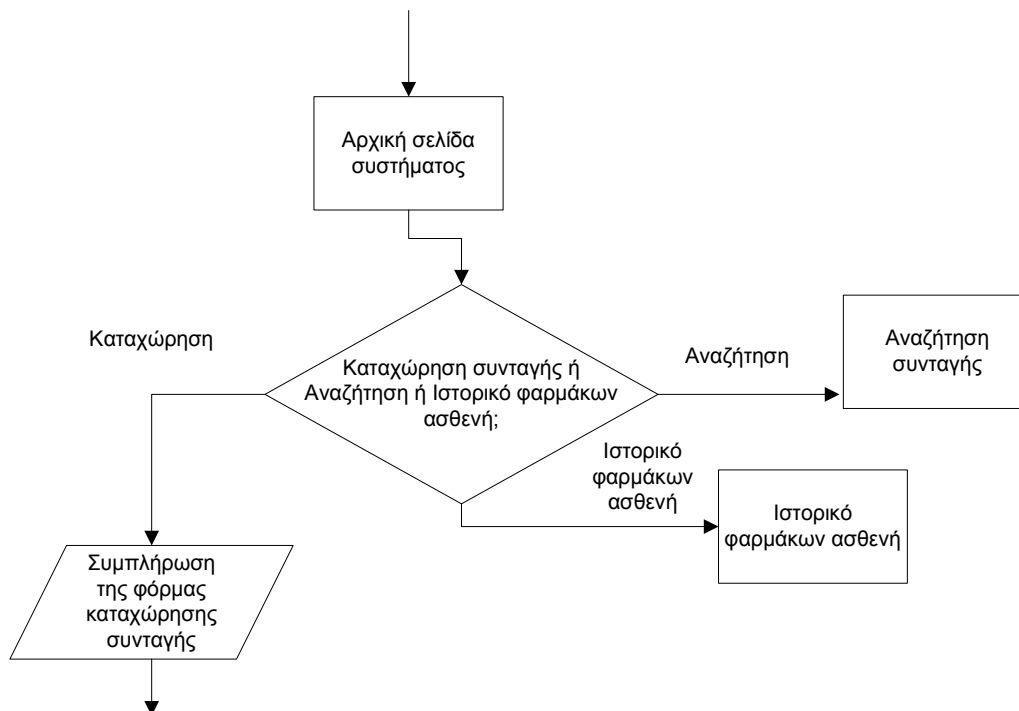 Αρχική σελίδα
συστήματος
Καταχώρηση
Καταχώρηση συνταγής ή
Αναζήτηση ή Ιστορικό φαρμάκων
ασθενή;
Αναζήτηση
Αναζήτηση
συνταγής
Ιστορικό
φαρμάκων
ασθενή
Ιστορικό
φαρμάκων ασθενή
Συμπλήρωση
της φόρμας
καταχώρησης
συνταγής